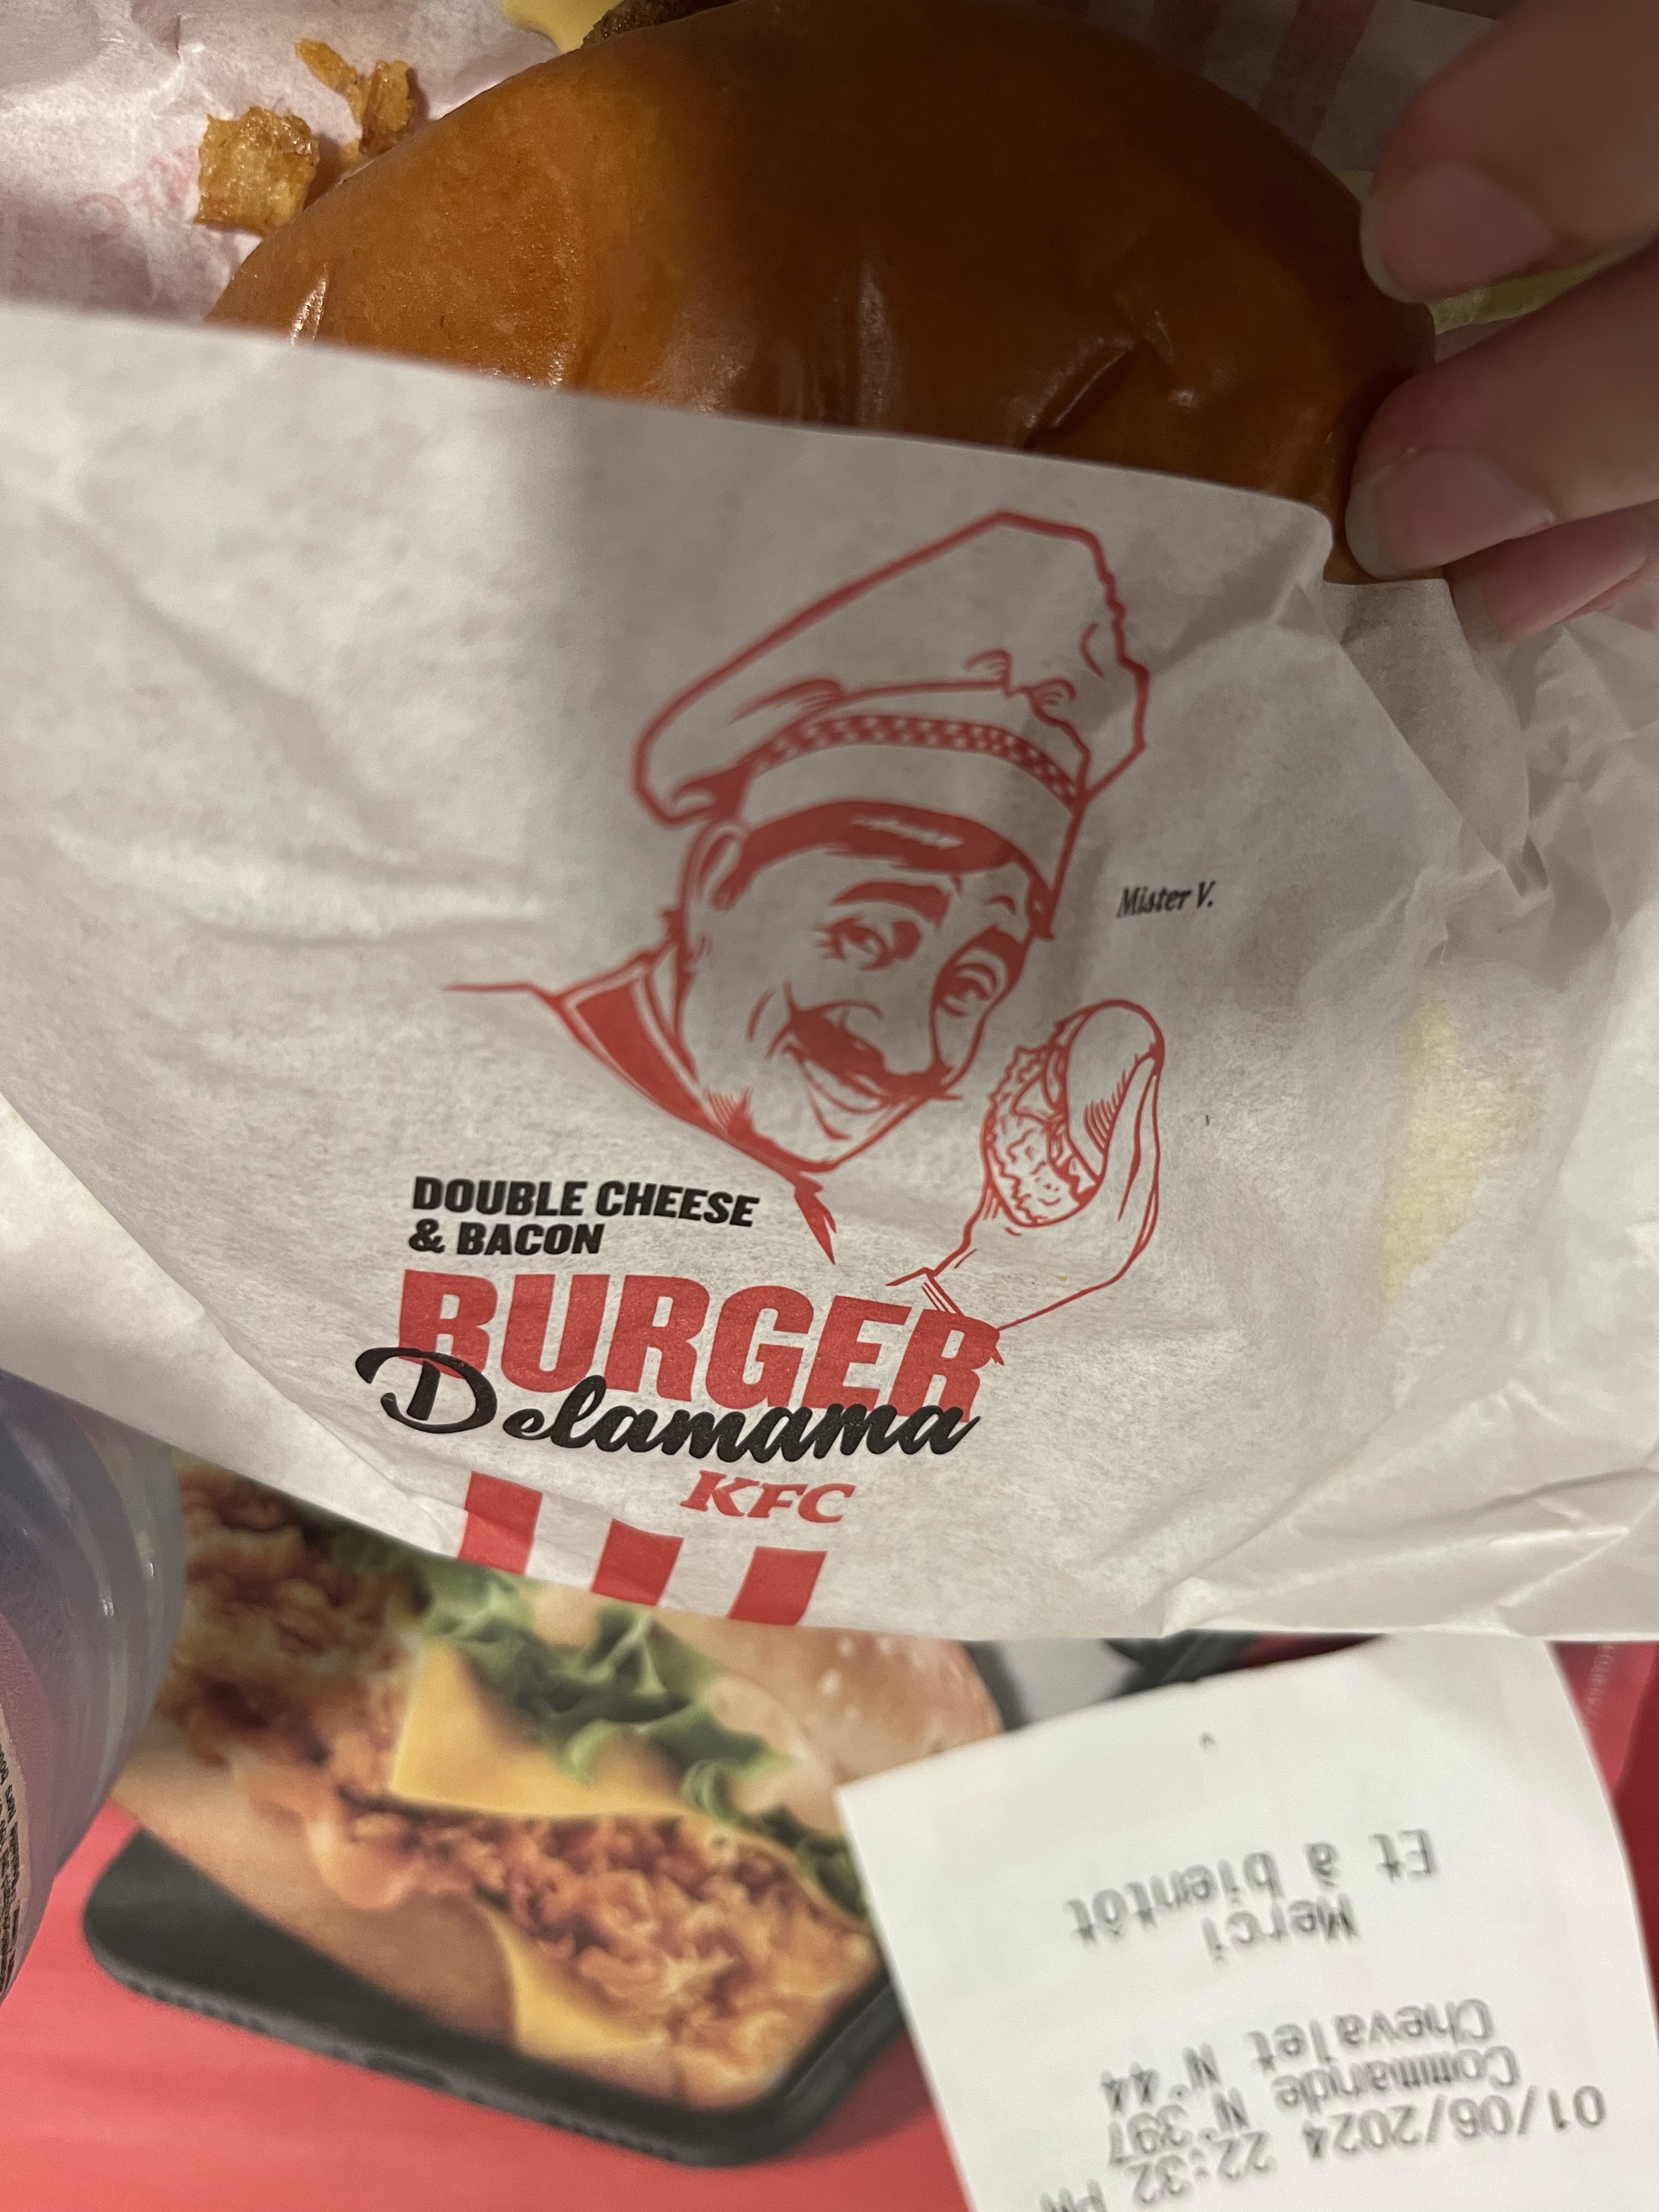 Mister V.
DOUBLE CHEESE
& BACON
BURGER
Delamama
KFC
01/06/2024 22:32 PM
Commande N°397
Chevalet N°44
Merci
Et à bientôt